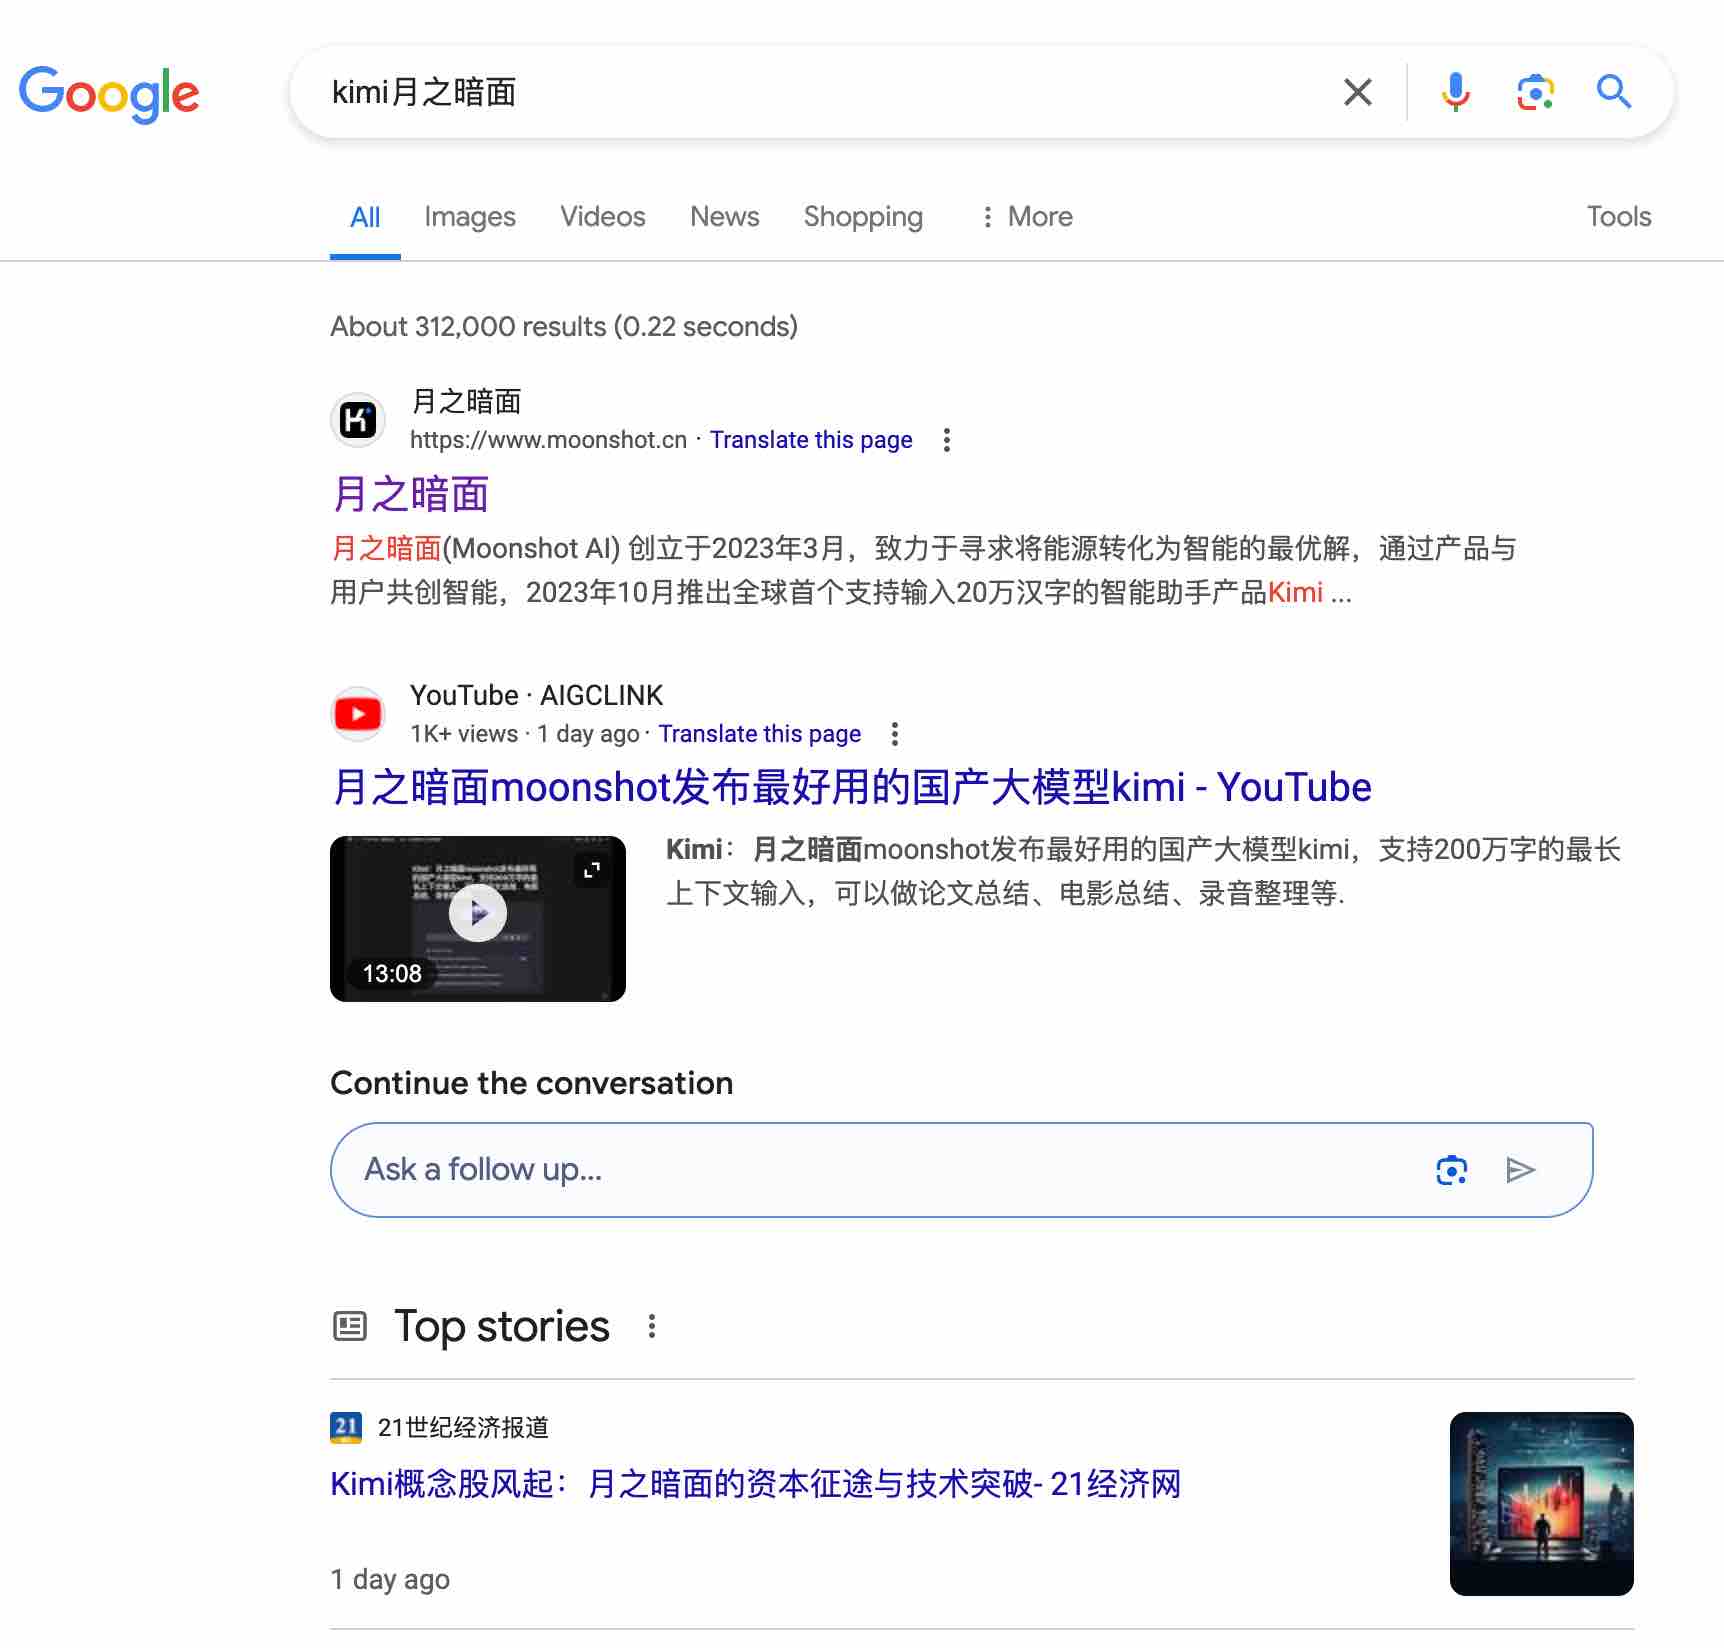 Google
kimi月之暗面
All Images Videos News Shopping More Tools
About 312,000 results (0.22 seconds)
月之暗面
https://www.moonshot.cn · Translate this page
月之暗面
月之暗面(Moonshot AI) 创立于2023年3月，致力于寻求将能源转化为智能的最优解，通过产品与
用户共创智能，2023年10月推出全球首个支持输入20万汉字的智能助手产品Kimi ...
YouTube · AIGCLINK
1K+ views · 1 day ago · Translate this page
月之暗面moonshot发布最好用的国产大模型kimi - YouTube
Kimi：月之暗面moonshot发布最好用的国产大模型kimi，支持200万字的最长
上下文输入，可以做论文总结、电影总结、录音整理等.
13:08
Continue the conversation
Ask a follow up...
Top stories
21 21世纪经济报道
Kimi概念股风起：月之暗面的资本征途与技术突破- 21经济网
1 day ago